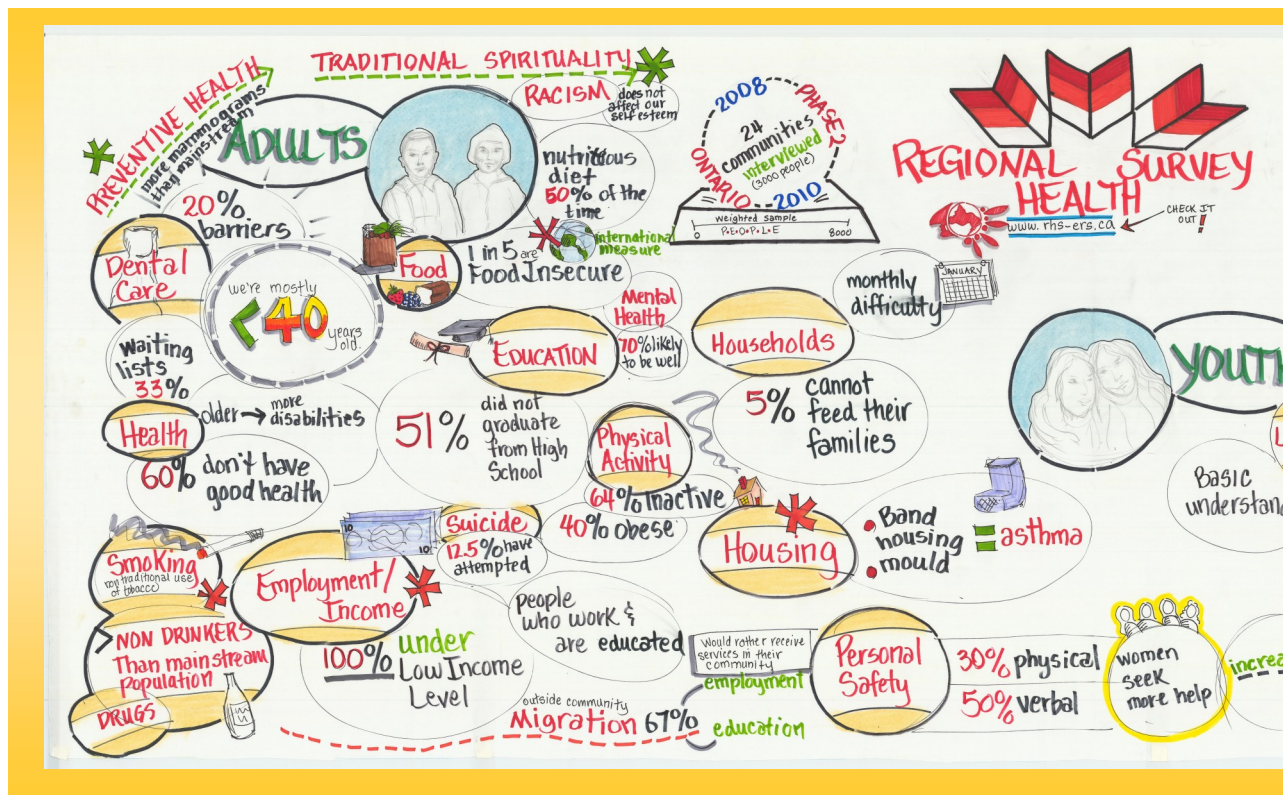 PREVENTIVE HEALTH
more mammograms
than mainstream
TRADITIONAL SPIRITUALITY
ADULTS
RACISM
does not
affect our
self esteem
nutritious
diet
50% of the
time
20%
barriers
Dental
Care
waiting
lists
33%
we're mostly
<40
years
old.
Food
1 in 5 are
Food Insecure
international
measure
2008
PHASE 2
ONTARIO
2010
24
communities
interviewed
(3000 people)
weighted sample
0 P.E.O.P.L.E 8000
REGIONAL
HEALTH
SURVEY
www.rhs-ers.ca
CHECK IT
OUT!
Mental
Health
70% likely
to be well
EDUCATION
51%
did not
graduate
from High
School
Households
monthly
difficulty
JANUARY
5% cannot
feed their
families
YOUTH
Basic
Health
older → more
disabilities
60% don't have
good health
Physical
Activity
64% inactive
40% obese
Suicide
12.5% have
attempted
10
10
Smoking
non traditional use
of tobacco)
NON DRINKERS
Than mainstream
population
DRUGS
Employment/
Income
100% under
Low Income
Level
people
who work &
are educated
Housing
Band
housing
mould
= asthma
outside community
Migration 67%
Would rather receive
services in their
community
employment
education
Personal
Safety
30% physical
50% verbal
women
seek
more help